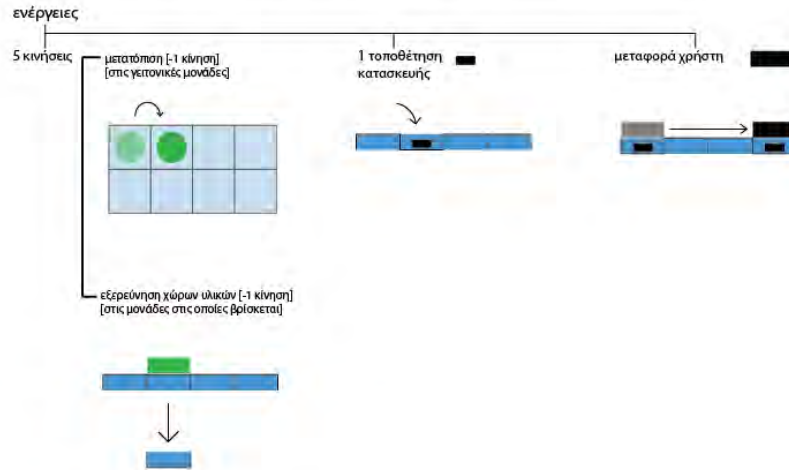 ενέργειες
5 κινήσεις
μετατόπιση [-1 κίνηση]
[στις γειτονικές μονάδες]
1 τοποθέτηση
κατασκευής
μεταφορά χρήστη
εξερεύνηση χώρων υλικών [-1 κίνηση]
[στις μονάδες στις οποίες βρίσκεται]